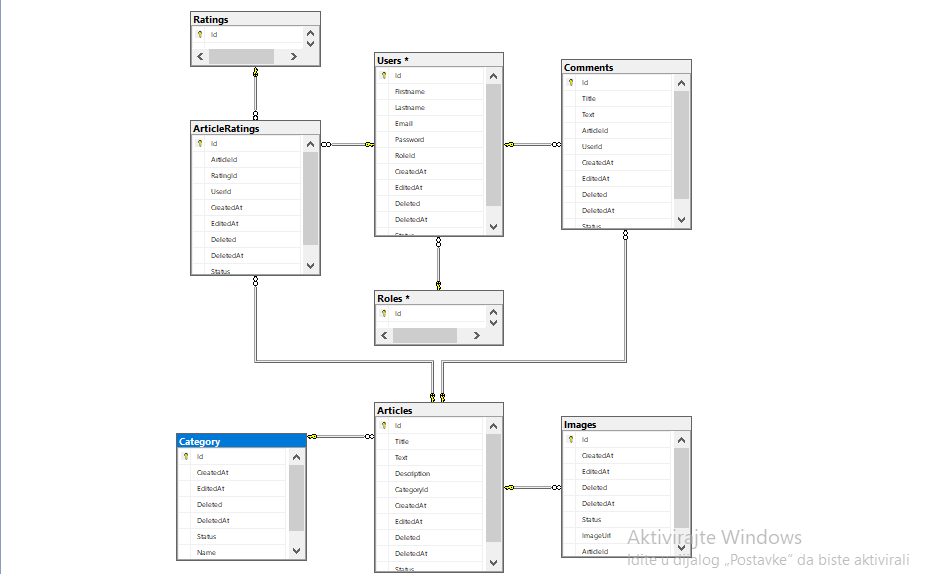 Ratings
Id
Users *
Id
Firstname
Lastname
Email
Password
RoleId
CreatedAt
EditedAt
Deleted
DeletedAt
Status
Comments
Id
Title
Text
ArticleId
UserId
CreatedAt
EditedAt
Deleted
DeletedAt
Status
ArticleRatings
Id
ArticleId
RatingId
UserId
CreatedAt
EditedAt
Deleted
DeletedAt
Status
Roles *
Id
Articles
Id
Title
Text
Description
CategoryId
CreatedAt
EditedAt
Deleted
DeletedAt
Status
Category
Id
CreatedAt
EditedAt
Deleted
DeletedAt
Status
Name
Images
Id
CreatedAt
EditedAt
Deleted
DeletedAt
Status
ImageUrl
ArticleId
Aktivirajte Windows
Idite u dijalog „Postavke“ da biste aktivirali